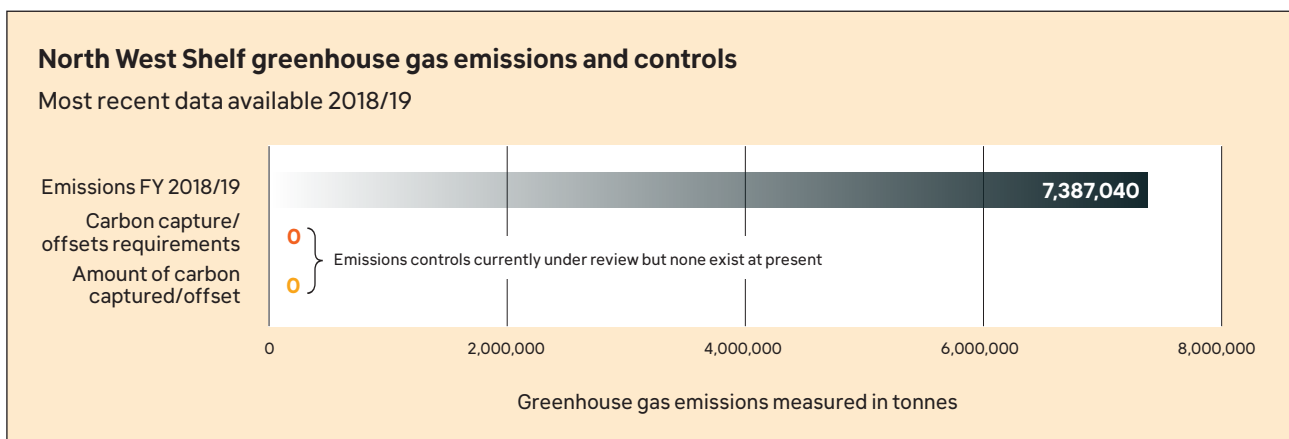 North West Shelf greenhouse gas emissions and controls
Most recent data available 2018/19
Emissions FY 2018/19
7,387,040
Carbon capture/
offsets requirements
0
Emissions controls currently under review but none exist at present
Amount of carbon
captured/offset
0
0
2,000,000
4,000,000
6,000,000
8,000,000
Greenhouse gas emissions measured in tonnes